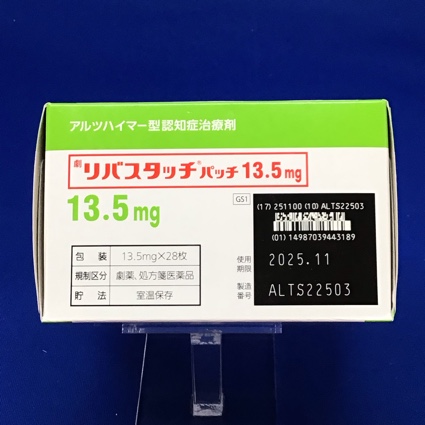 アルツハイマー型認知症治療剤
劇 リバスタッチ®パッチ 13.5mg
13.5mg
GS1
(17) 251100 (10) ALTS22503
(01) 14987039443189
包 装 13.5mg×28枚
規制区分 劇薬、処方箋医薬品
貯 法 室温保存
使用期限 2025.11
製造番号 ALTS22503